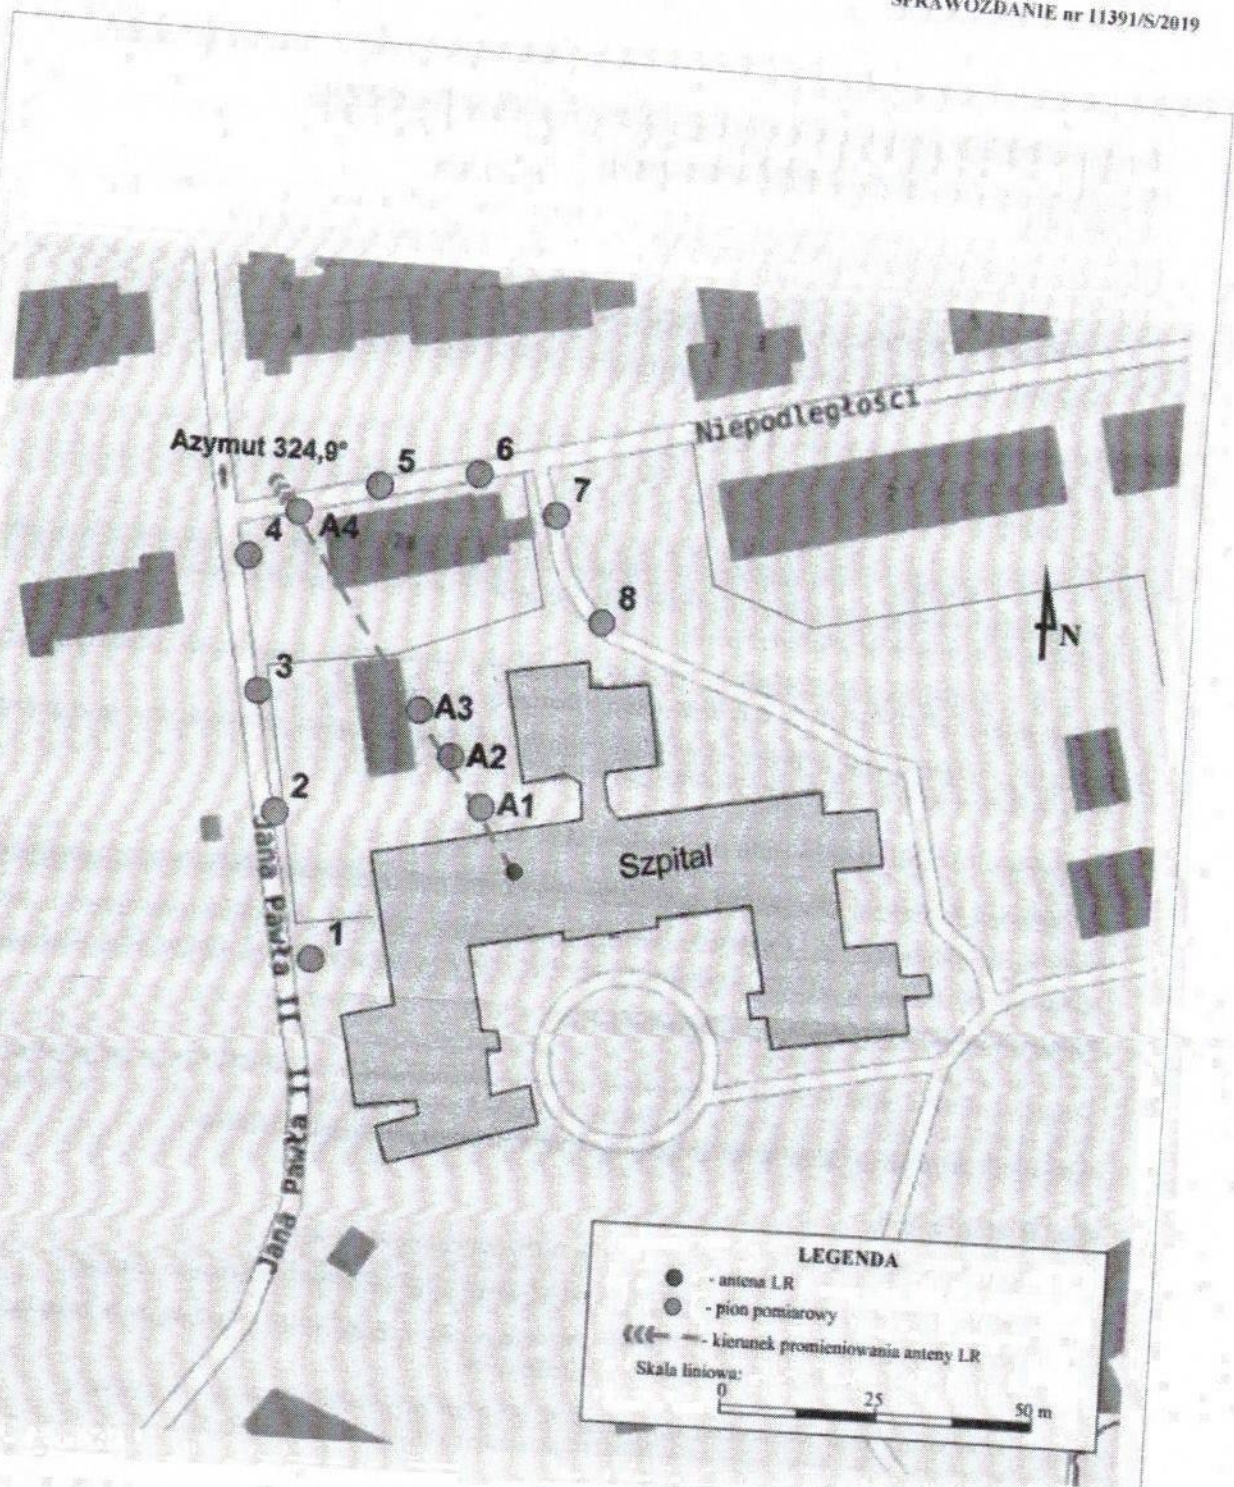 SPRAWOZDANIE nr 11391/S/2019
Niepodległości
Azymut 324,9°
5
6
7
4
A4
8
3
A3
A2
2
A1
Jana Pawła II
Szpital
1
Jana Pawła II
N
LEGENDA
- antena LR
- pion pomiarowy
- kierunek promieniowania anteny LR
Skala liniowa:
0
25
50 m